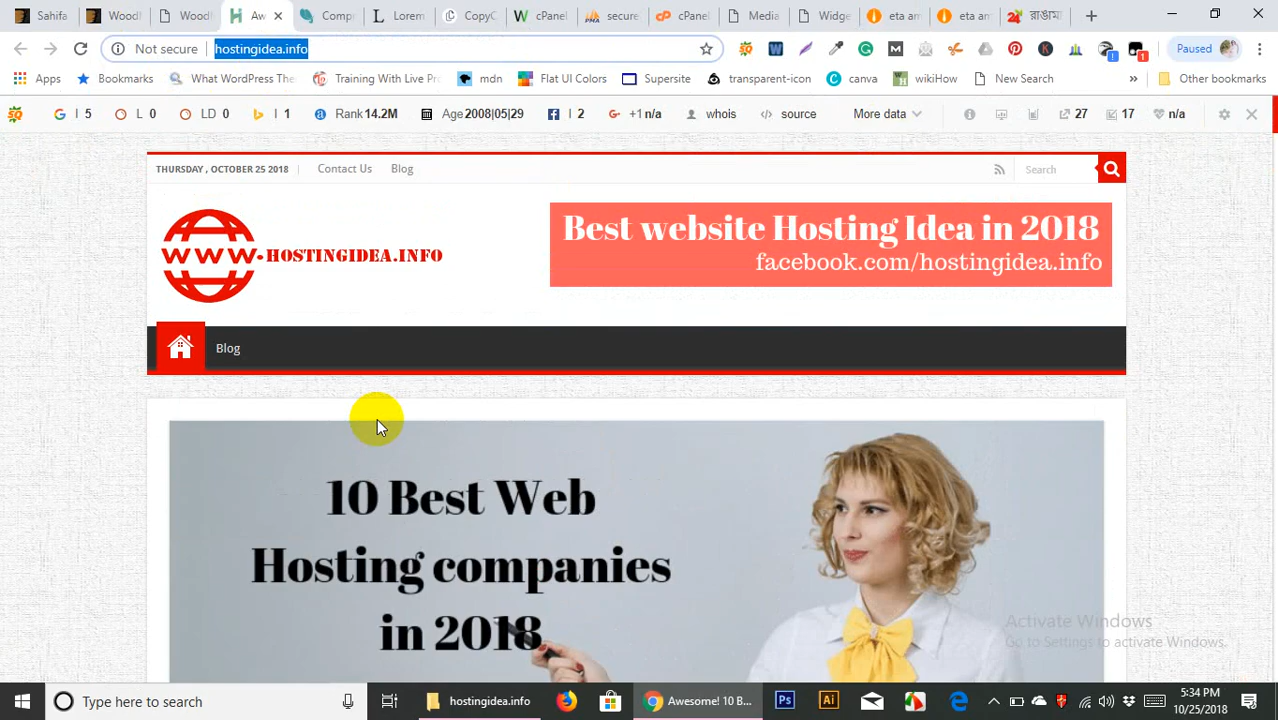 Sahifa Woodh Woodh Aw Compr Lorem CopyC cPanel secure. cPanel Media Widge eta am eta am রাঙামা
Not secure hostingidea.info Paused
Apps Bookmarks What WordPress The Training With Live Pr mdn Flat UI Colors Supersite transparent-icon canva wikiHow New Search » Other bookmarks
I 5 L 0 LD 0 I 1 Rank 14.2M Age 2008|05|29 I 2 +1 n/a whois source More data 27 17 n/a
THURSDAY , OCTOBER 25 2018 Contact Us Blog Search
WWW.HOSTINGIDEA.INFO
Best website Hosting Idea in 2018
facebook.com/hostingidea.info
Blog
10 Best Web
Hosting companies
in 2018
Activate Windows
Go to Settings to activate Windows.
Type here to search hostingidea.info Awesome! 10 B... Ps Ai 5:34 PM
10/25/2018